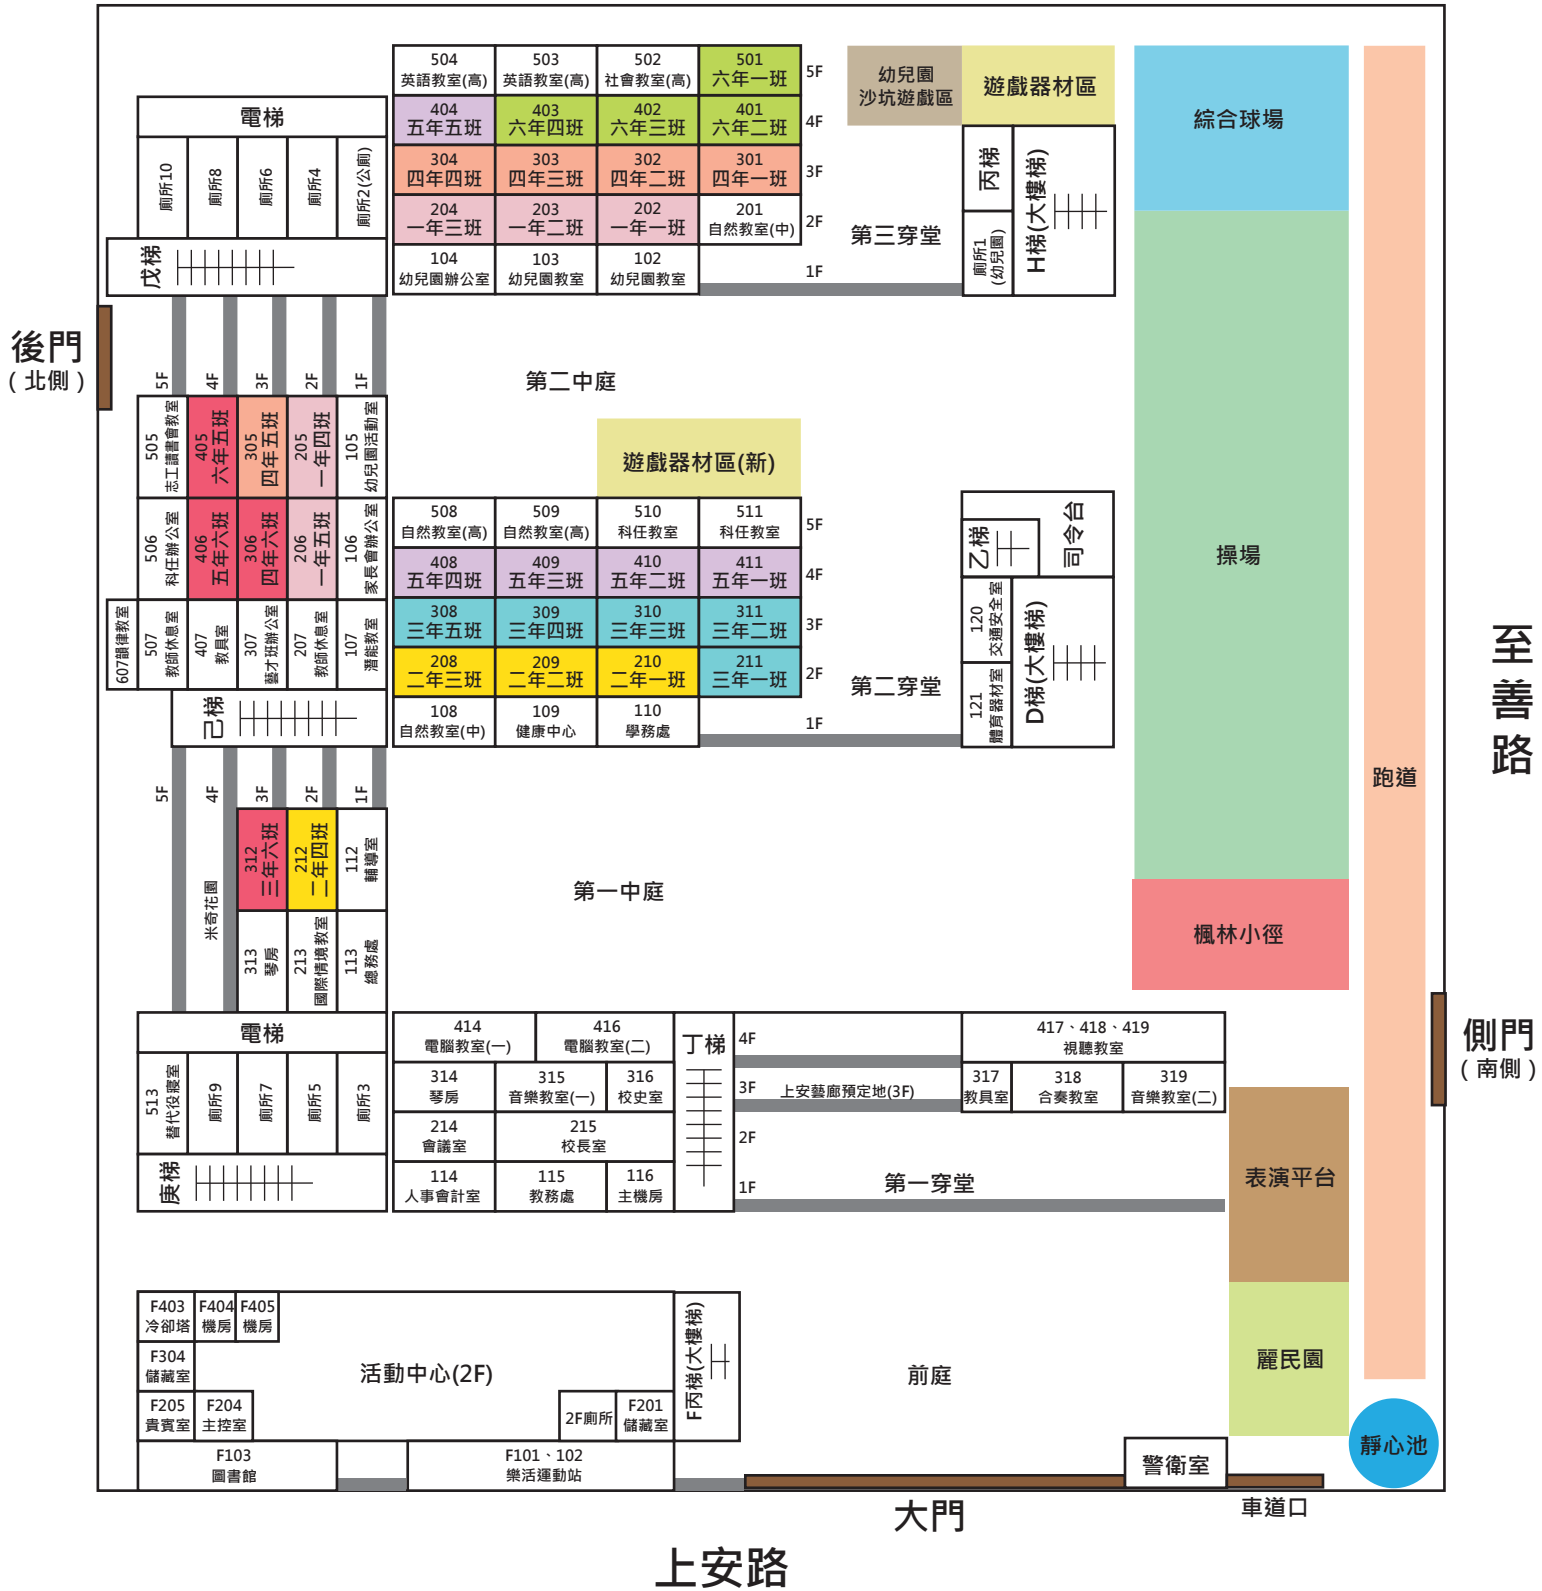 504
英語教室(高)
503
英語教室(高)
502
社會教室(高)
501
六年一班
5F
404
五年五班
403
六年四班
402
六年三班
401
六年二班
4F
304
四年四班
303
四年三班
302
四年二班
301
四年一班
3F
204
一年三班
203
一年二班
202
一年一班
201
自然教室(中)
2F
104
幼兒園辦公室
103
幼兒園教室
102
幼兒園教室
1F
幼兒園
沙坑遊戲區
遊戲器材區
綜合球場
電梯
廁所10
廁所8
廁所6
廁所4
廁所2(公廁)
戊梯
第三穿堂
丙梯
廁所1
(幼兒園)
H梯(大樓梯)
後門
(北側)
5F
4F
3F
2F
1F
第二中庭
505
志工讀書會教室
405
六年五班
305
四年五班
205
一年四班
105
幼兒園活動室
506
科任辦公室
406
五年六班
306
四年六班
206
一年五班
106
家長會辦公室
607韻律教室
507
教師休息室
407
教具室
307
藝才班辦公室
207
教師休息室
107
潛能教室
己梯
遊戲器材區(新)
508
自然教室(高)
509
自然教室(高)
510
科任教室
511
科任教室
5F
408
五年四班
409
五年三班
410
五年二班
411
五年一班
4F
308
三年五班
309
三年四班
310
三年三班
311
三年二班
3F
208
二年三班
209
二年二班
210
二年一班
211
三年一班
2F
108
自然教室(中)
109
健康中心
110
學務處
1F
第二穿堂
乙梯
司令台
120
交通安全室
121
體育器材室
D梯(大樓梯)
操場
跑道
至善路
5F
4F
3F
2F
1F
米奇花園
312
三年六班
212
二年四班
112
輔導室
313
琴房
213
國際情境教室
113
總務處
第一中庭
楓林小徑
側門
(南側)
電梯
513
替代役寢室
廁所9
廁所7
廁所5
廁所3
庚梯
414
電腦教室(一)
416
電腦教室(二)
丁梯
4F
417、418、419
視聽教室
314
琴房
315
音樂教室(一)
316
校史室
3F
上安藝廊預定地(3F)
317
教具室
318
合奏教室
319
音樂教室(二)
214
會議室
215
校長室
2F
114
人事會計室
115
教務處
116
主機房
1F
第一穿堂
表演平台
F403
冷卻塔
F404
機房
F405
機房
F304
儲藏室
活動中心(2F)
F205
貴賓室
F204
主控室
2F廁所
F201
儲藏室
F丙梯(大樓梯)
前庭
麗民園
F103
圖書館
F101、102
樂活運動站
警衛室
靜心池
大門
車道口
上安路